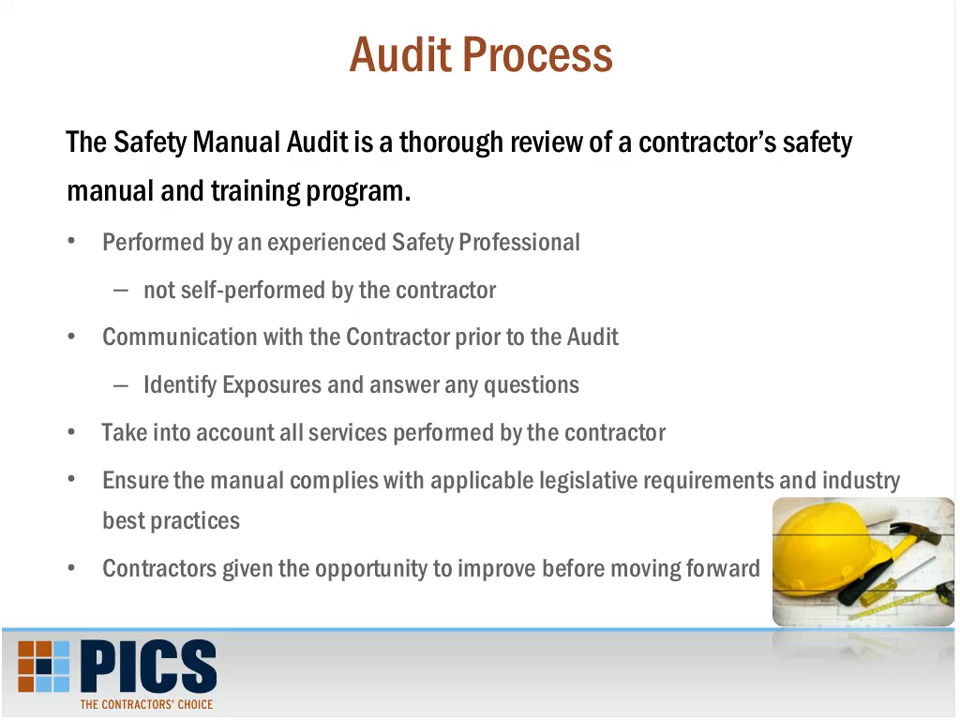 Audit Process
The Safety Manual Audit is a thorough review of a contractor’s safety
manual and training program.
• Performed by an experienced Safety Professional
– not self-performed by the contractor
• Communication with the Contractor prior to the Audit
– Identify Exposures and answer any questions
• Take into account all services performed by the contractor
• Ensure the manual complies with applicable legislative requirements and industry
best practices
• Contractors given the opportunity to improve before moving forward
PICS
THE CONTRACTORS’ CHOICE